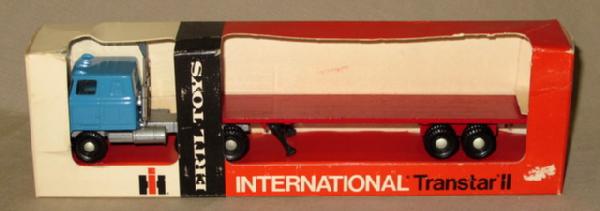 IH
ERTL TOYS
INTERNATIONAL® Transtar® II